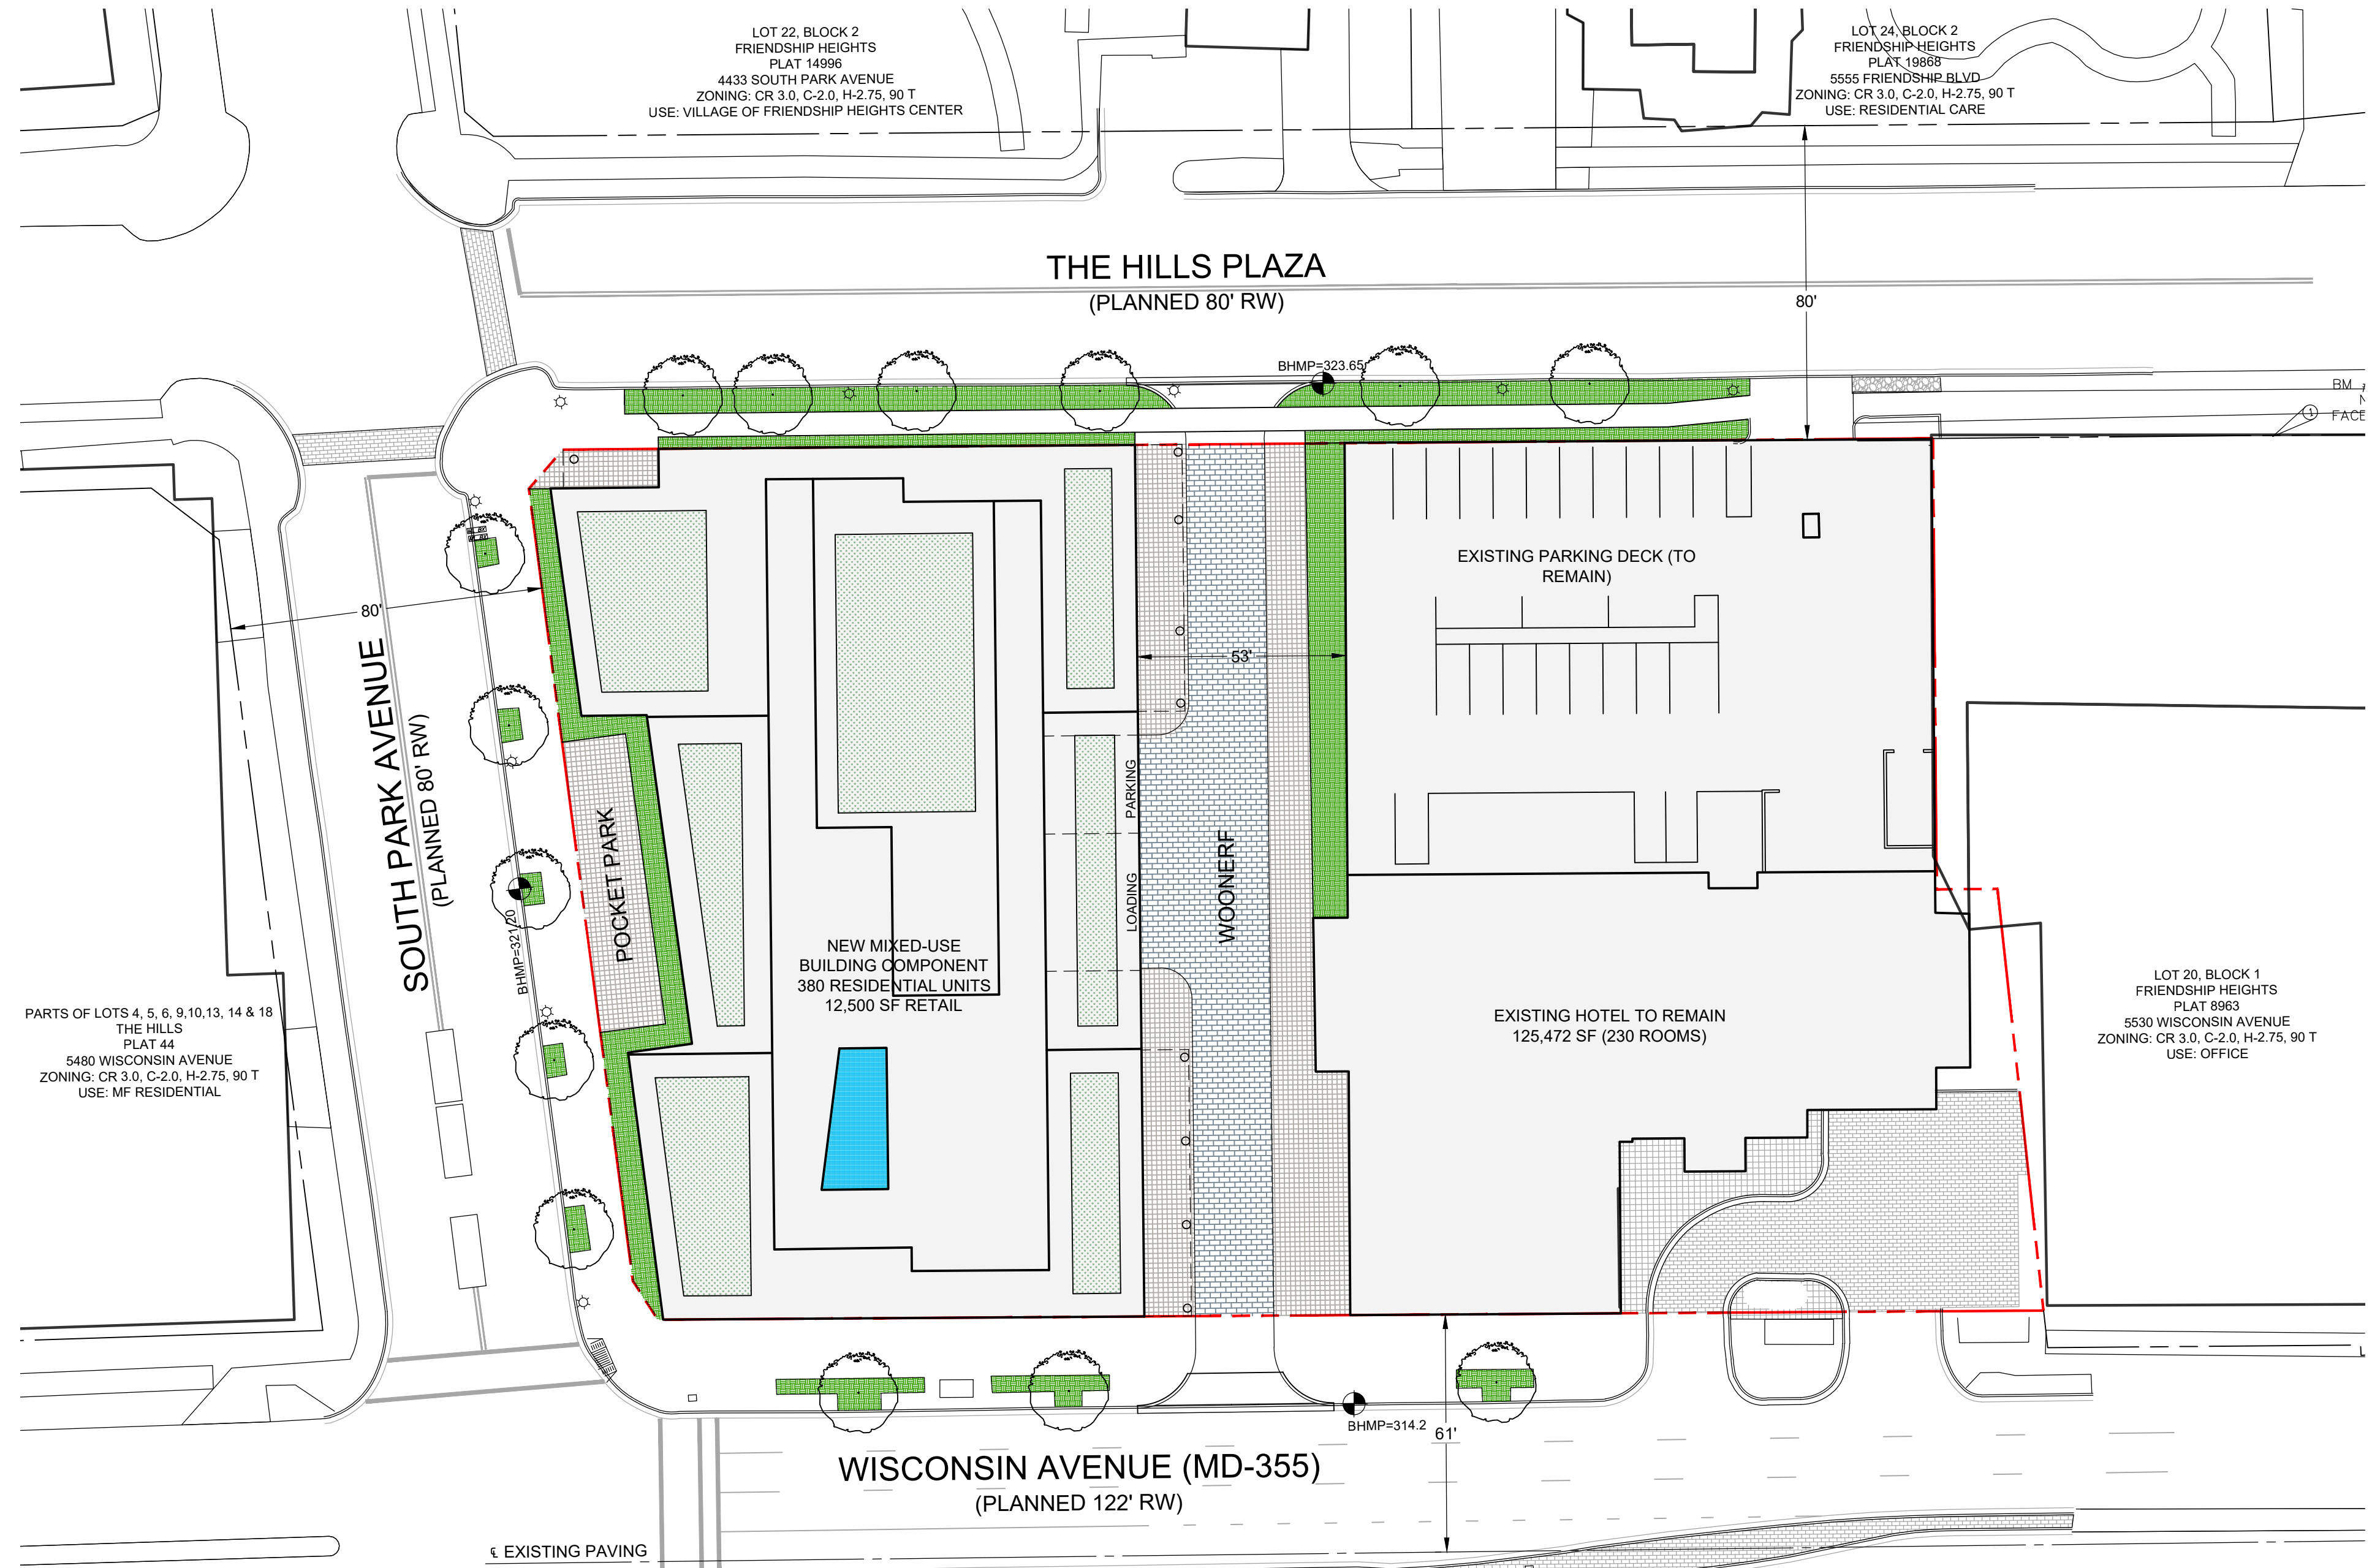 LOT 22, BLOCK 2
FRIENDSHIP HEIGHTS
PLAT 14996
4433 SOUTH PARK AVENUE
ZONING: CR 3.0, C-2.0, H-2.75, 90 T
USE: VILLAGE OF FRIENDSHIP HEIGHTS CENTER
LOT 24, BLOCK 2
FRIENDSHIP HEIGHTS
PLAT 19868
5555 FRIENDSHIP BLVD
ZONING: CR 3.0, C-2.0, H-2.75, 90 T
USE: RESIDENTIAL CARE
THE HILLS PLAZA
(PLANNED 80' RW)
80'
BHMP=323.65
BM
1
FACE
EXISTING PARKING DECK (TO
REMAIN)
80'
SOUTH PARK AVENUE
(PLANNED 80' RW)
53'
POCKET PARK
PARKING
LOADING
WOONERF
BHMP=321.20
NEW MIXED-USE
BUILDING COMPONENT
380 RESIDENTIAL UNITS
12,500 SF RETAIL
EXISTING HOTEL TO REMAIN
125,472 SF (230 ROOMS)
PARTS OF LOTS 4, 5, 6, 9,10,13, 14 & 18
THE HILLS
PLAT 44
5480 WISCONSIN AVENUE
ZONING: CR 3.0, C-2.0, H-2.75, 90 T
USE: MF RESIDENTIAL
LOT 20, BLOCK 1
FRIENDSHIP HEIGHTS
PLAT 8963
5530 WISCONSIN AVENUE
ZONING: CR 3.0, C-2.0, H-2.75, 90 T
USE: OFFICE
BHMP=314.2
61'
WISCONSIN AVENUE (MD-355)
(PLANNED 122' RW)
℄ EXISTING PAVING